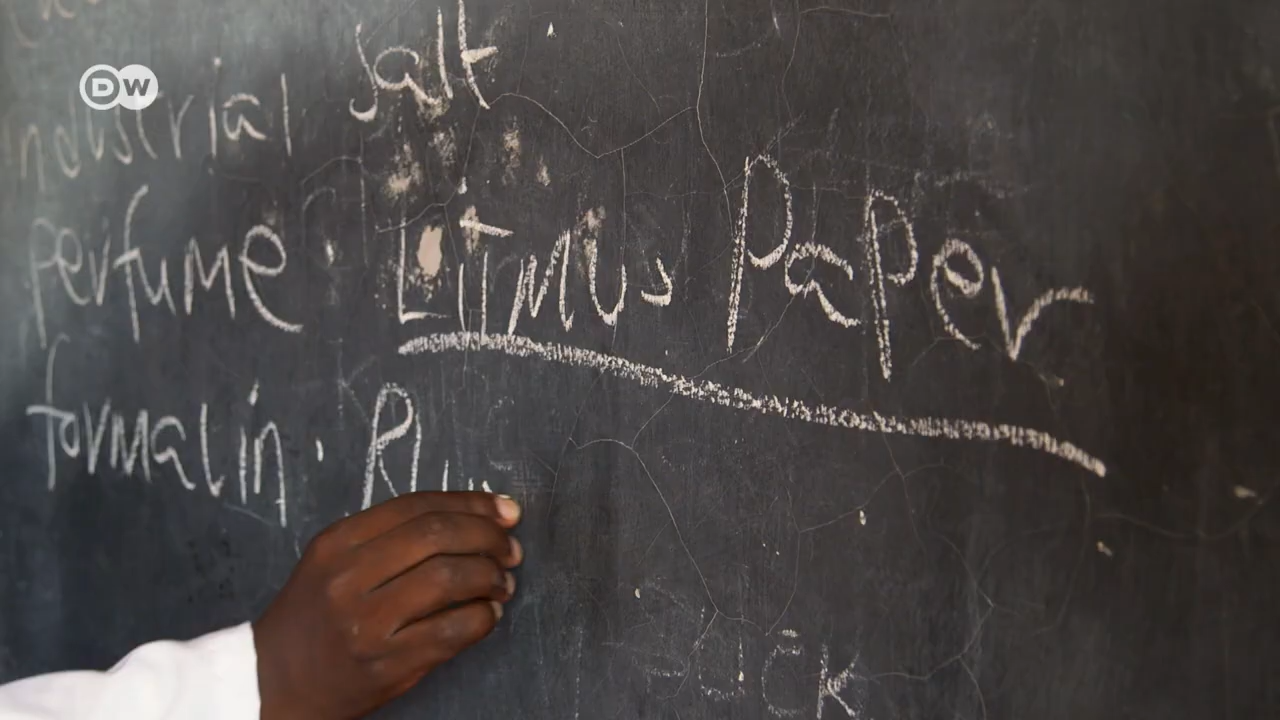 DW
Salt
industrial
perfume Litmus Paper
formalin.